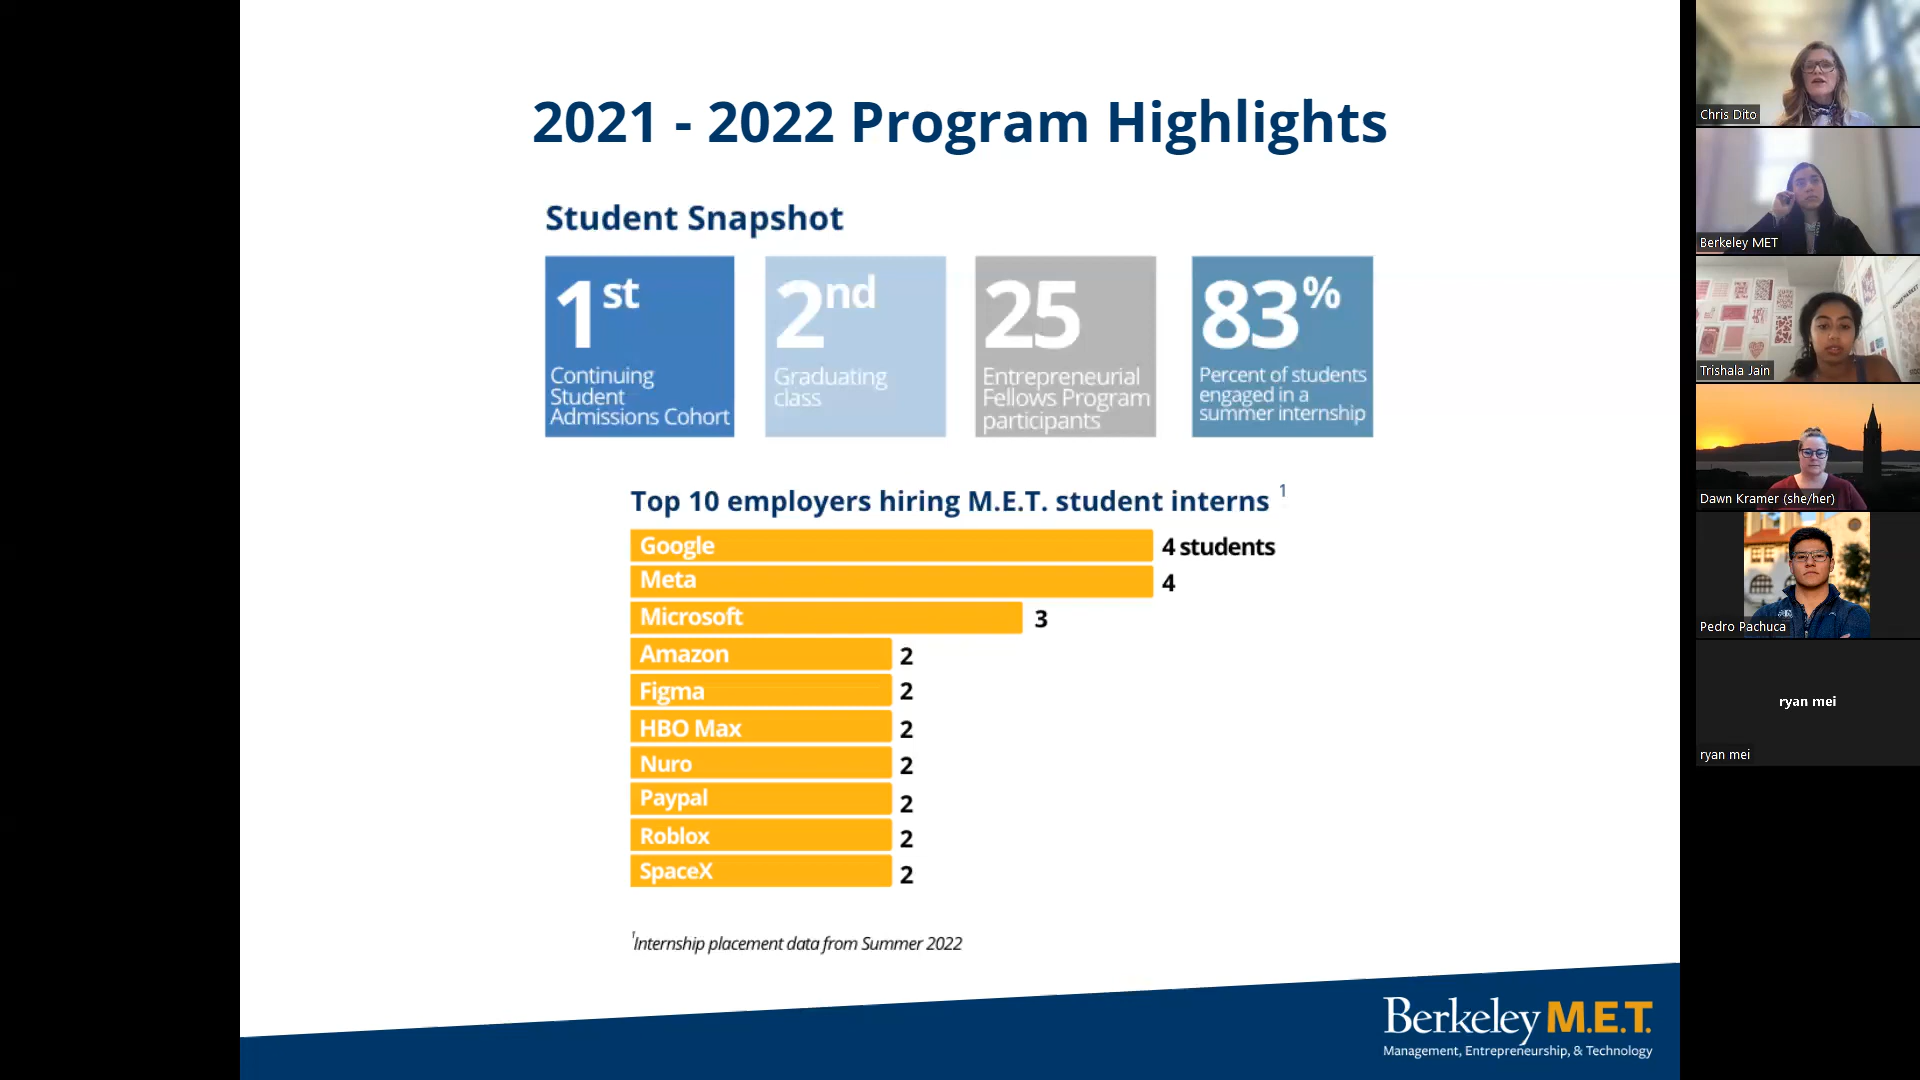 2021 - 2022 Program Highlights
Student Snapshot
1st
Continuing
Student
Admissions Cohort
2nd
Graduating
class
25
Entrepreneurial
Fellows Program
participants
83%
Percent of students
engaged in a
summer internship
Top 10 employers hiring M.E.T. student interns 1
Google 4 students
Meta 4
Microsoft 3
Amazon 2
Figma 2
HBO Max 2
Nuro 2
Paypal 2
Roblox 2
SpaceX 2
1Internship placement data from Summer 2022
Berkeley M.E.T.
Management, Entrepreneurship, & Technology
Chris Dito
Berkeley MET
Trishala Jain
Dawn Kramer (she/her)
Pedro Pachuca
ryan mei
ryan mei